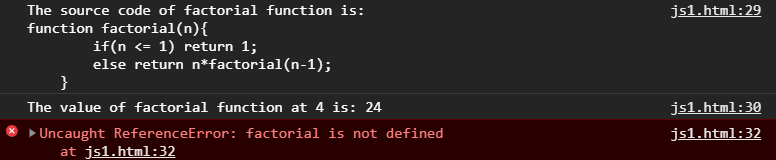 The source code of factorial function is: js1.html:29
function factorial(n){
if(n <= 1) return 1;
else return n*factorial(n-1);
}
The value of factorial function at 4 is: 24 js1.html:30
Uncaught ReferenceError: factorial is not defined js1.html:32
at js1.html:32